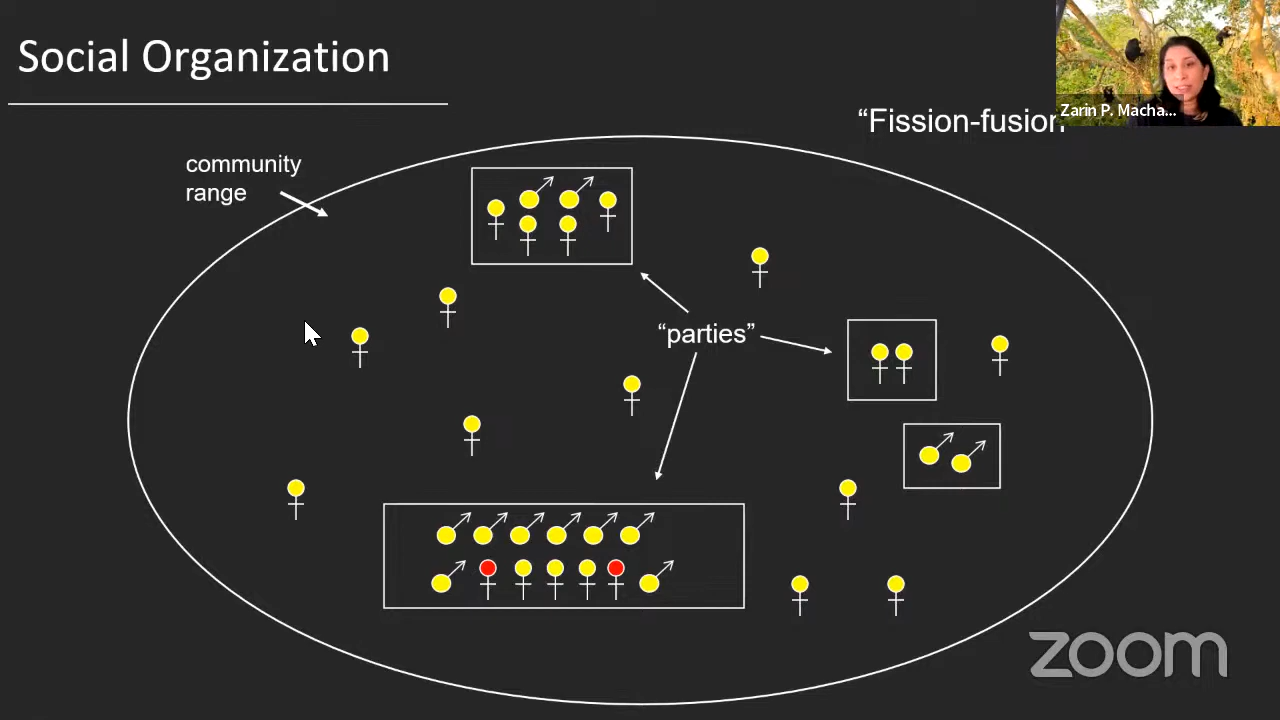 Social Organization
Zarin P. Macha...
“Fission-fusion
community
range
“parties”
zoom